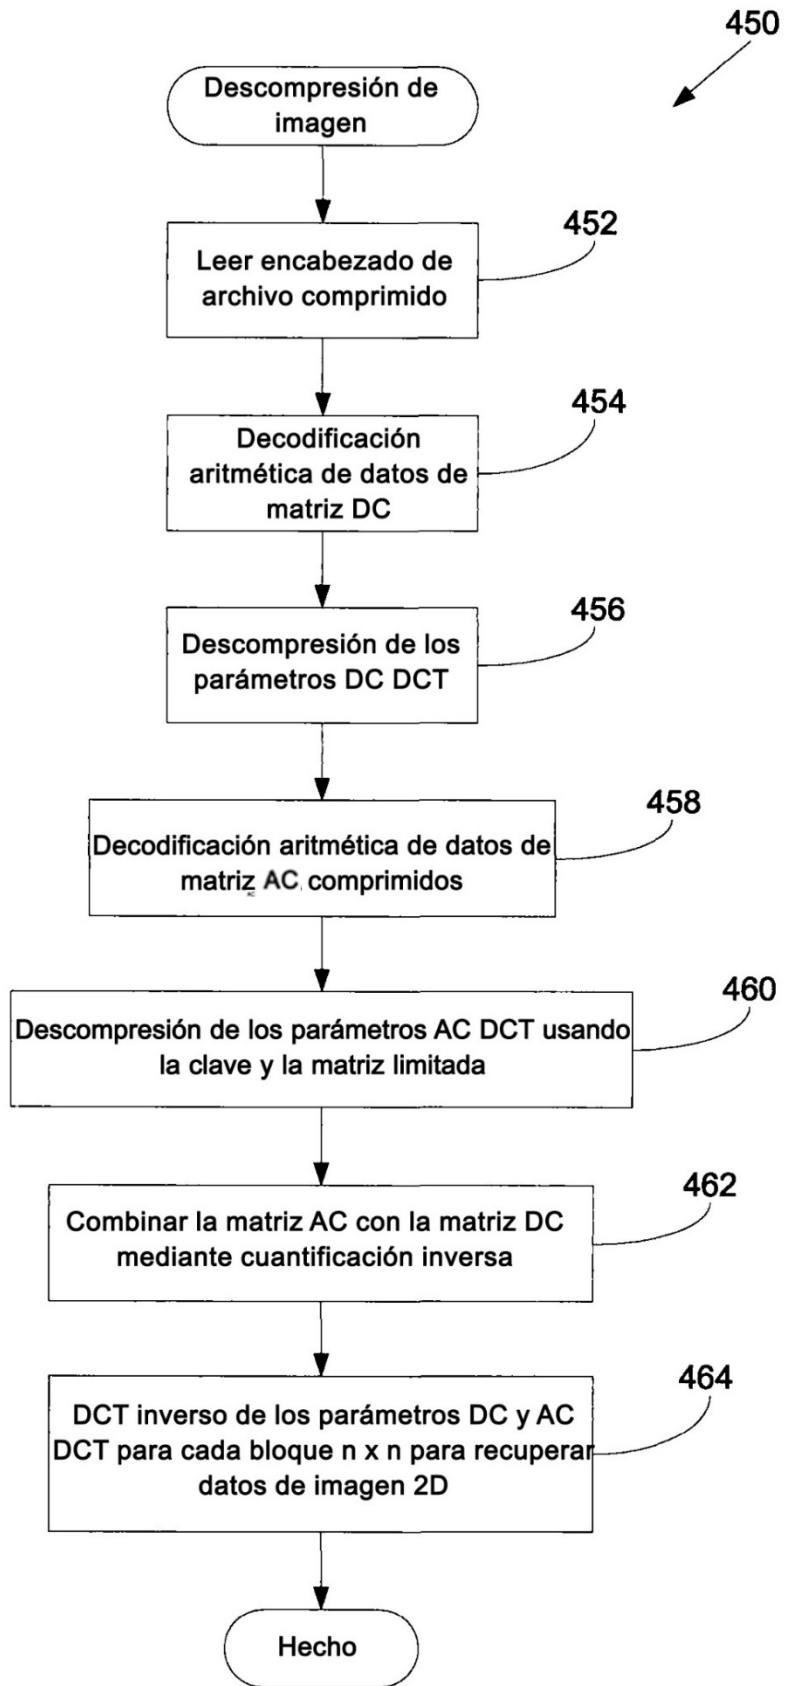 450
Descompresión de
imagen
452
Leer encabezado de
archivo comprimido
454
Decodificación
aritmética de datos de
matriz DC
456
Descompresión de los
parámetros DC DCT
458
Decodificación aritmética de datos de
matriz AC comprimidos
460
Descompresión de los parámetros AC DCT usando
la clave y la matriz limitada
462
Combinar la matriz AC con la matriz DC
mediante cuantificación inversa
464
DCT inverso de los parámetros DC y AC
DCT para cada bloque n x n para recuperar
datos de imagen 2D
Hecho